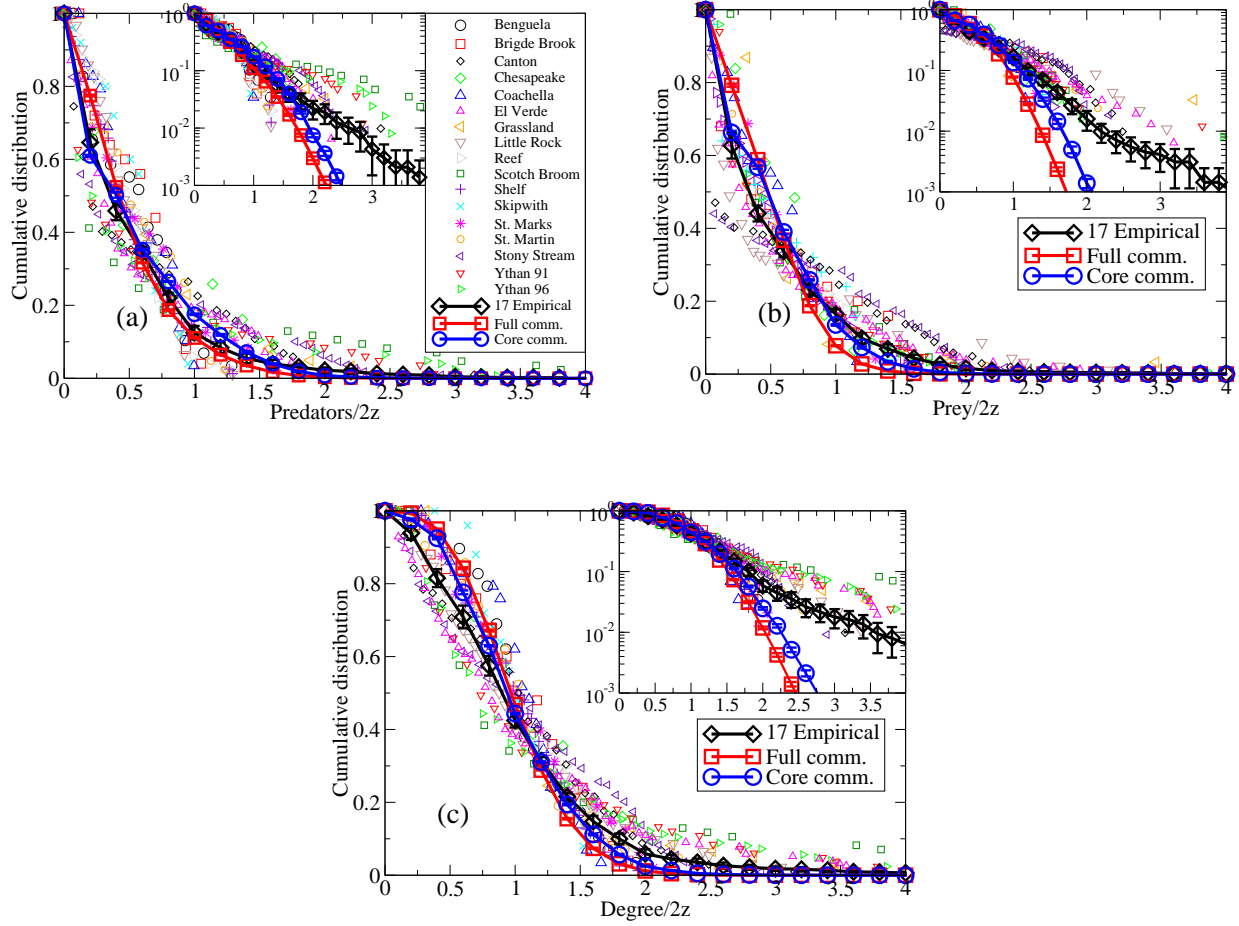 1
0.8
0.6
0.4
0.2
0
Cumulative distribution
0 0.5 1 1.5 2 2.5 3 3.5 4
Predators/2z
(a)
10^0
10^-1
10^-2
10^-3
0 1 2 3
Benguela
Brigde Brook
Canton
Chesapeake
Coachella
El Verde
Grassland
Little Rock
Reef
Scotch Broom
Shelf
Skipwith
St. Marks
St. Martin
Stony Stream
Ythan 91
Ythan 96
17 Empirical
Full comm.
Core comm.
1
0.8
0.6
0.4
0.2
0
Cumulative distribution
0 0.5 1 1.5 2 2.5 3 3.5 4
Prey/2z
(b)
10^0
10^-1
10^-2
10^-3
0 1 2 3
17 Empirical
Full comm.
Core comm.
1
0.8
0.6
0.4
0.2
0
Cumulative distribution
0 0.5 1 1.5 2 2.5 3 3.5 4
Degree/2z
(c)
10^0
10^-1
10^-2
10^-3
0 0.5 1 1.5 2 2.5 3 3.5
17 Empirical
Full comm.
Core comm.